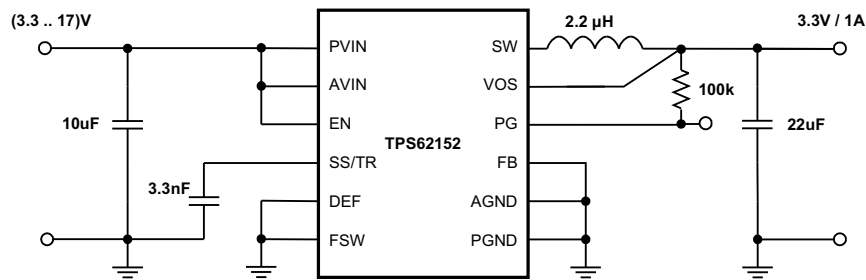 (3.3 .. 17)V
2.2 µH
3.3V / 1A
PVIN
SW
AVIN
VOS
100k
10uF
EN
PG
22uF
TPS62152
SS/TR
FB
3.3nF
DEF
AGND
FSW
PGND